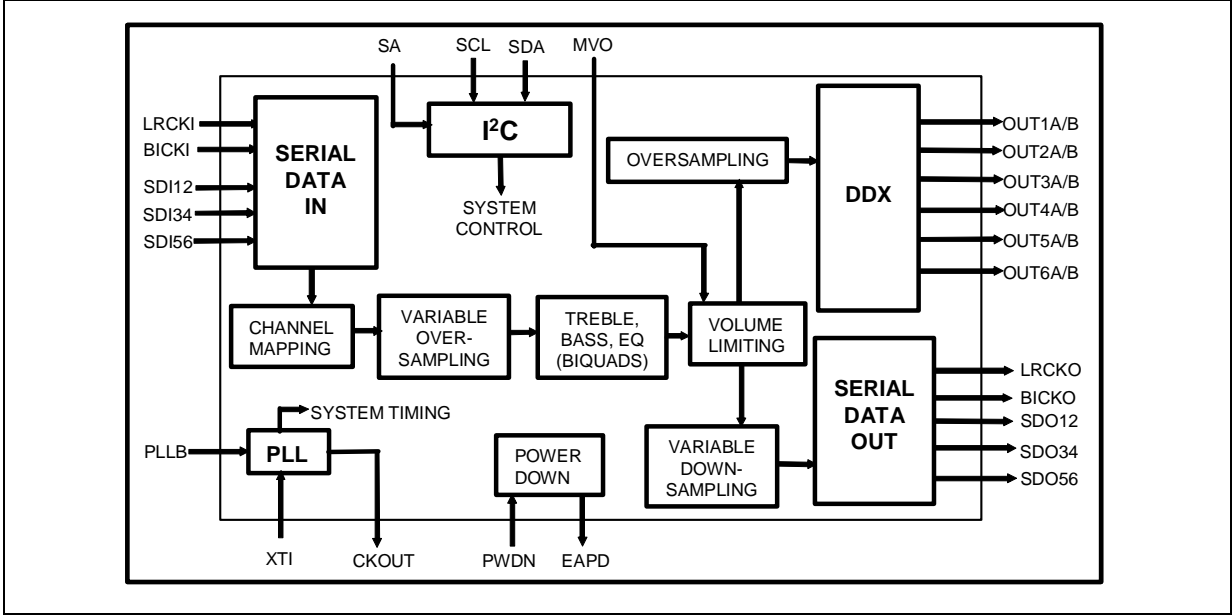 SA
SCL
SDA
MVO
LRCKI
BICKI
SDI12
SDI34
SDI56
SERIAL
DATA
IN
I²C
SYSTEM
CONTROL
OVERSAMPLING
DDX
OUT1A/B
OUT2A/B
OUT3A/B
OUT4A/B
OUT5A/B
OUT6A/B
CHANNEL
MAPPING
VARIABLE
OVER-
SAMPLING
TREBLE,
BASS, EQ
(BIQUADS)
VOLUME
LIMITING
SERIAL
DATA
OUT
LRCKO
BICKO
SDO12
SDO34
SDO56
SYSTEM TIMING
PLLB
PLL
POWER
DOWN
VARIABLE
DOWN-
SAMPLING
XTI
CKOUT
PWDN
EAPD